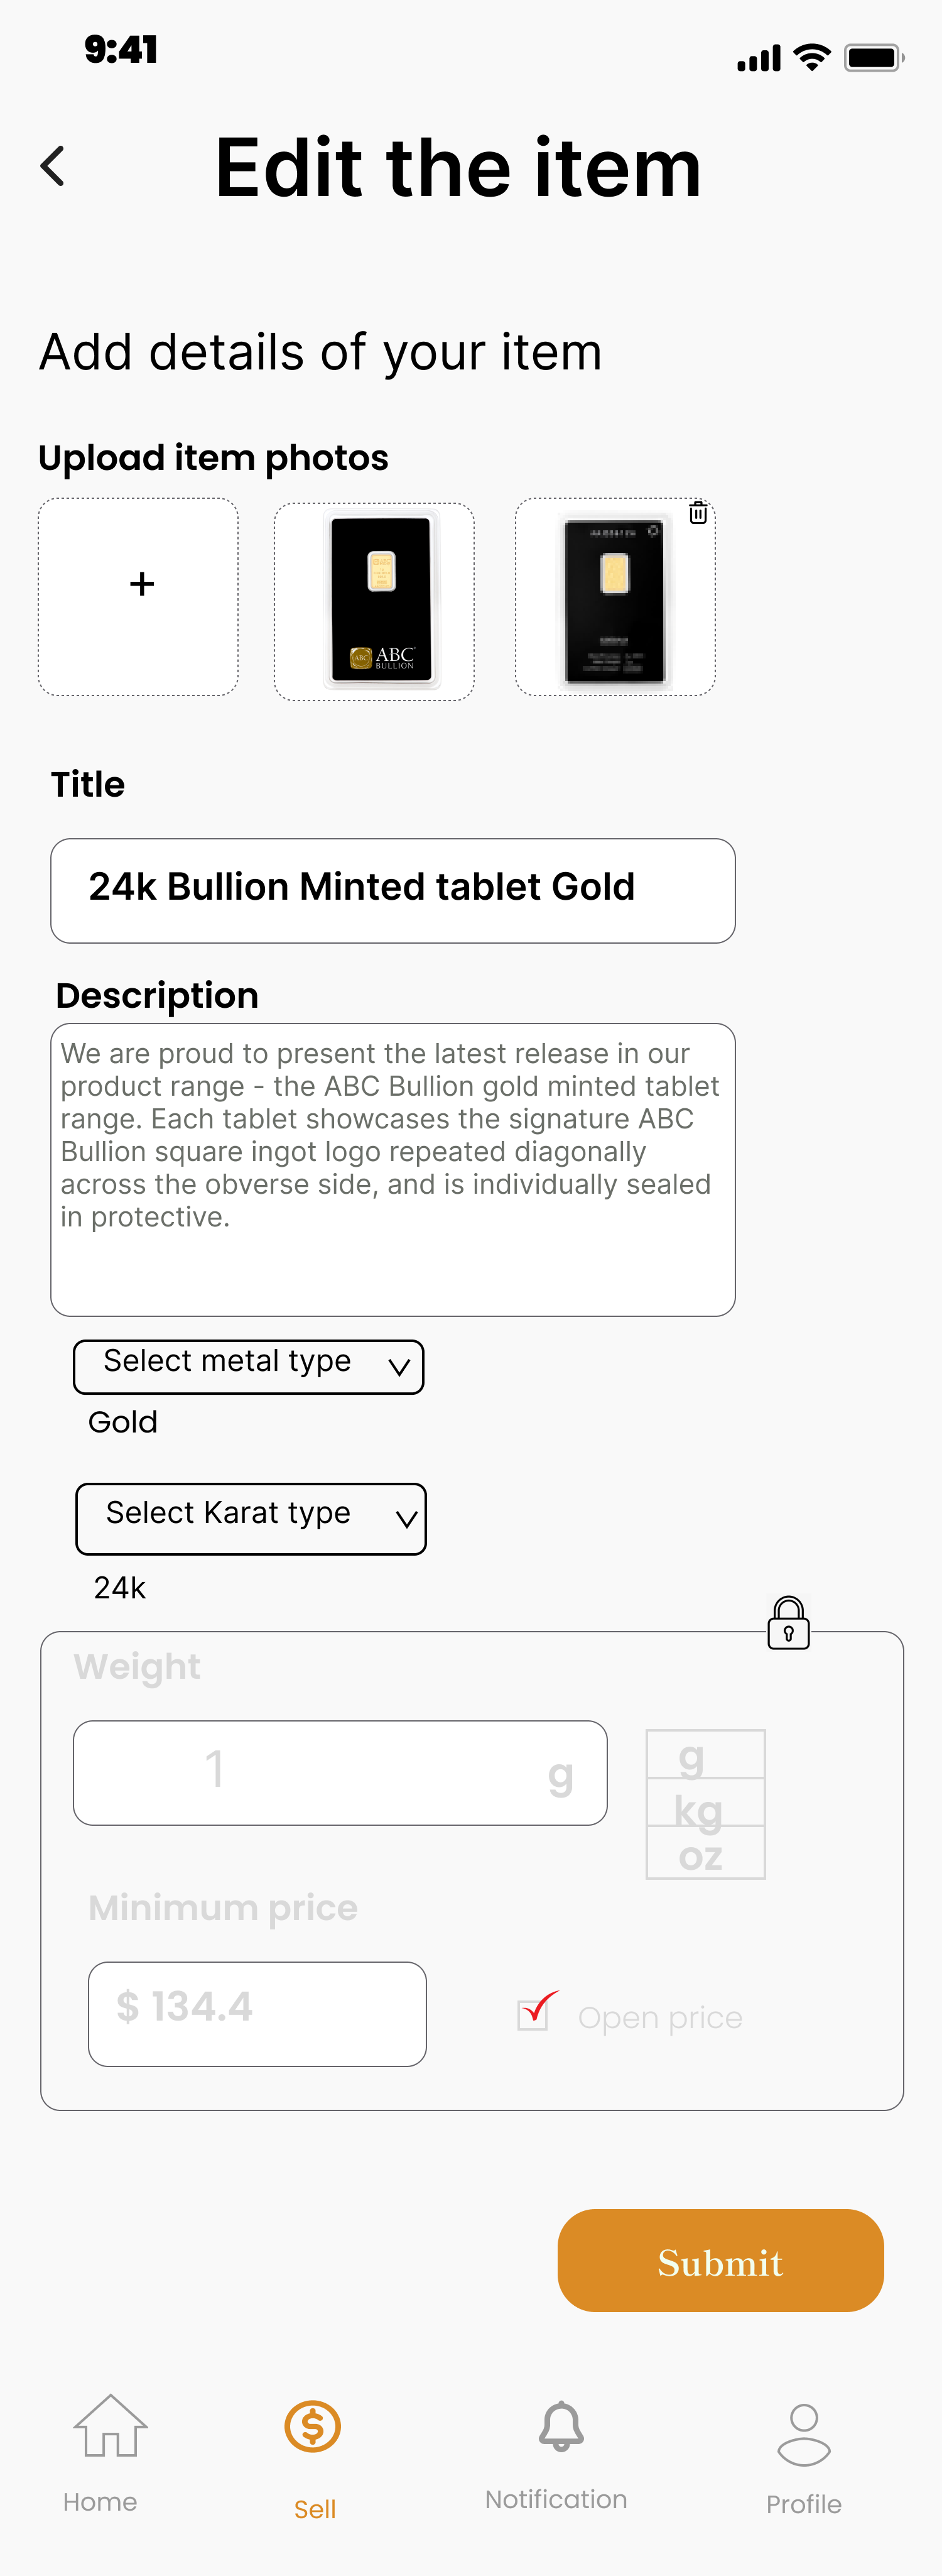 9:41
Edit the item
Add details of your item
Upload item photos
+
ABC
ABC
BULLION
Title
24k Bullion Minted tablet Gold
Description
We are proud to present the latest release in our
product range - the ABC Bullion gold minted tablet
range. Each tablet showcases the signature ABC
Bullion square ingot logo repeated diagonally
across the obverse side, and is individually sealed
in protective.
Select metal type
Gold
Select Karat type
24k
Weight
1 g
g
kg
oz
Minimum price
$ 134.4
Open price
Submit
Home
Sell
Notification
Profile